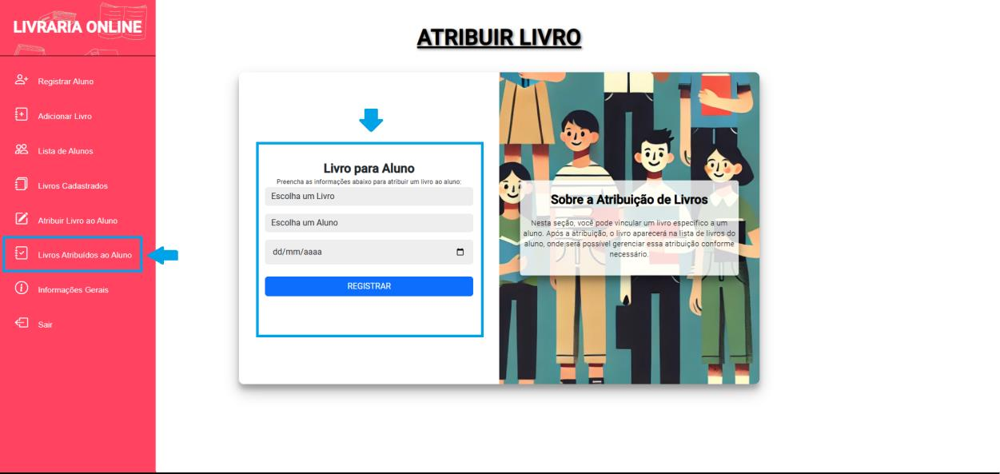 LIVRARIA ONLINE
Registrar Aluno
Adicionar Livro
Lista de Alunos
Livros Cadastrados
Atribuir Livro ao Aluno
Livros Atribuídos ao Aluno
Informações Gerais
Sair
ATRIBUIR LIVRO
Livro para Aluno
Preencha as informações abaixo para atribuir um livro ao aluno:
Escolha um Livro
Escolha um Aluno
dd/mm/aaaa
REGISTRAR
Sobre a Atribuição de Livros
Nesta seção, você pode vincular um livro específico a um
aluno. Após a atribuição, o livro aparecerá na lista de livros do
aluno, onde será possível gerenciar essa atribuição conforme
necessário.